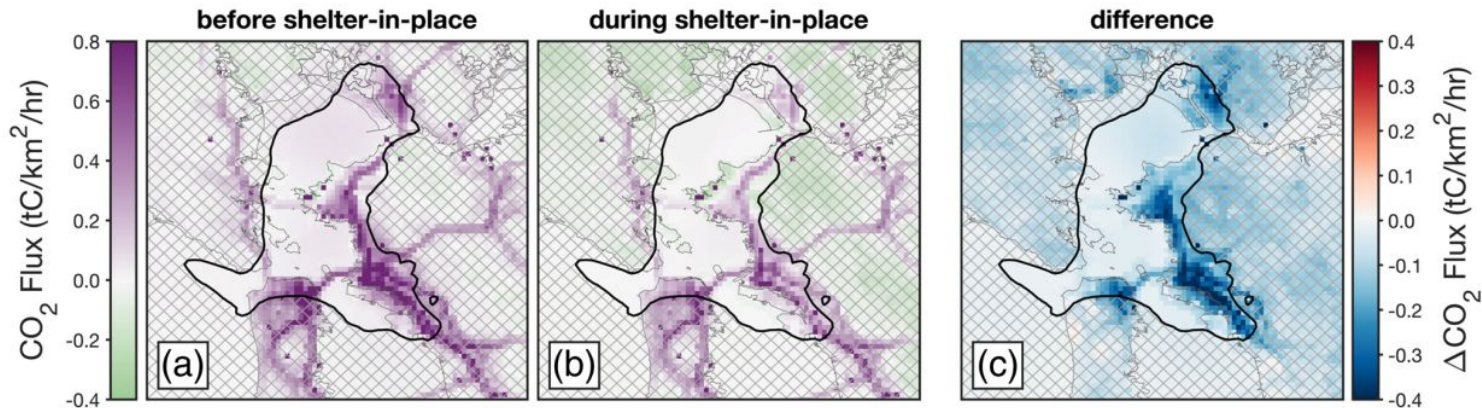 before shelter-in-place
during shelter-in-place
difference
CO2 Flux (tC/km2/hr)
0.8
0.6
0.4
0.2
0.0
-0.2
-0.4
(a)
(b)
(c)
0.4
0.3
0.2
0.1
0.0
-0.1
-0.2
-0.3
-0.4
ΔCO2 Flux (tC/km2/hr)